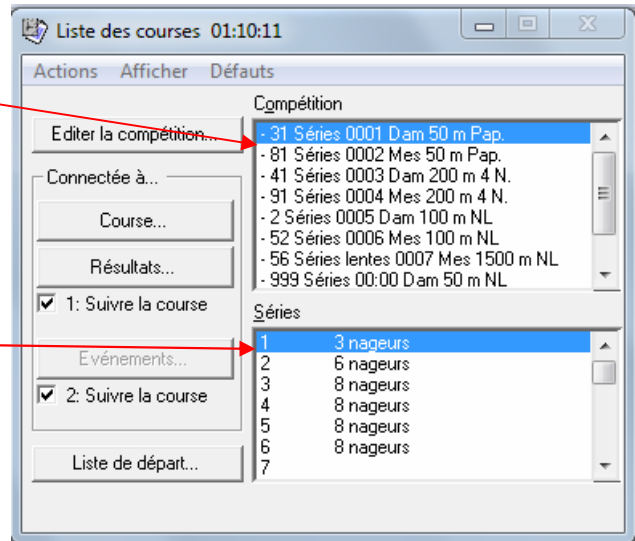 Liste des courses 01:10:11
Actions Afficher Défauts
Compétition
Editer la compétition...
- 31 Séries 0001 Dam 50 m Pap.
- 81 Séries 0002 Mes 50 m Pap.
- 41 Séries 0003 Dam 200 m 4 N.
- 91 Séries 0004 Mes 200 m 4 N.
- 2 Séries 0005 Dam 100 m NL
- 52 Séries 0006 Mes 100 m NL
- 56 Séries lentes 0007 Mes 1500 m NL
- 999 Séries 00:00 Dam 50 m NL
Connectée à...
Course...
Résultats...
1: Suivre la course
Evénements...
2: Suivre la course
Liste de départ...
Séries
1 3 nageurs
2 6 nageurs
3 8 nageurs
4 8 nageurs
5 8 nageurs
6 8 nageurs
7